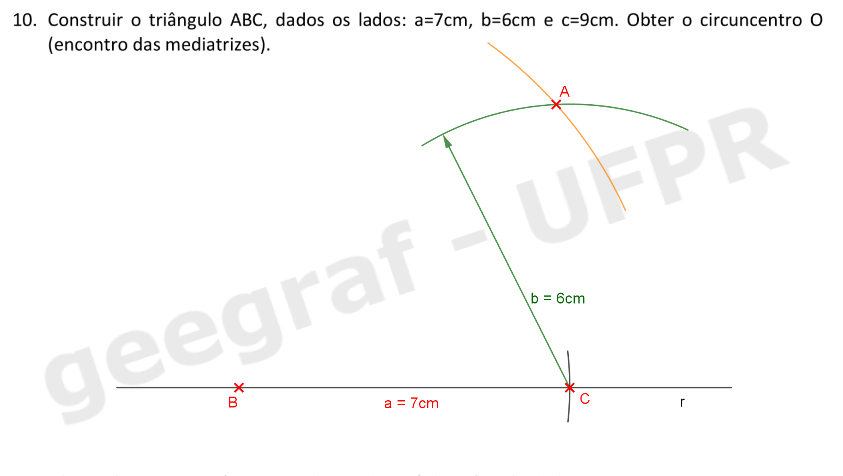 10. Construir o triângulo ABC, dados os lados: a=7cm, b=6cm e c=9cm. Obter o circuncentro O
(encontro das mediatrizes).
A
geegraf - UFPR
b = 6cm
B
a = 7cm
C
r